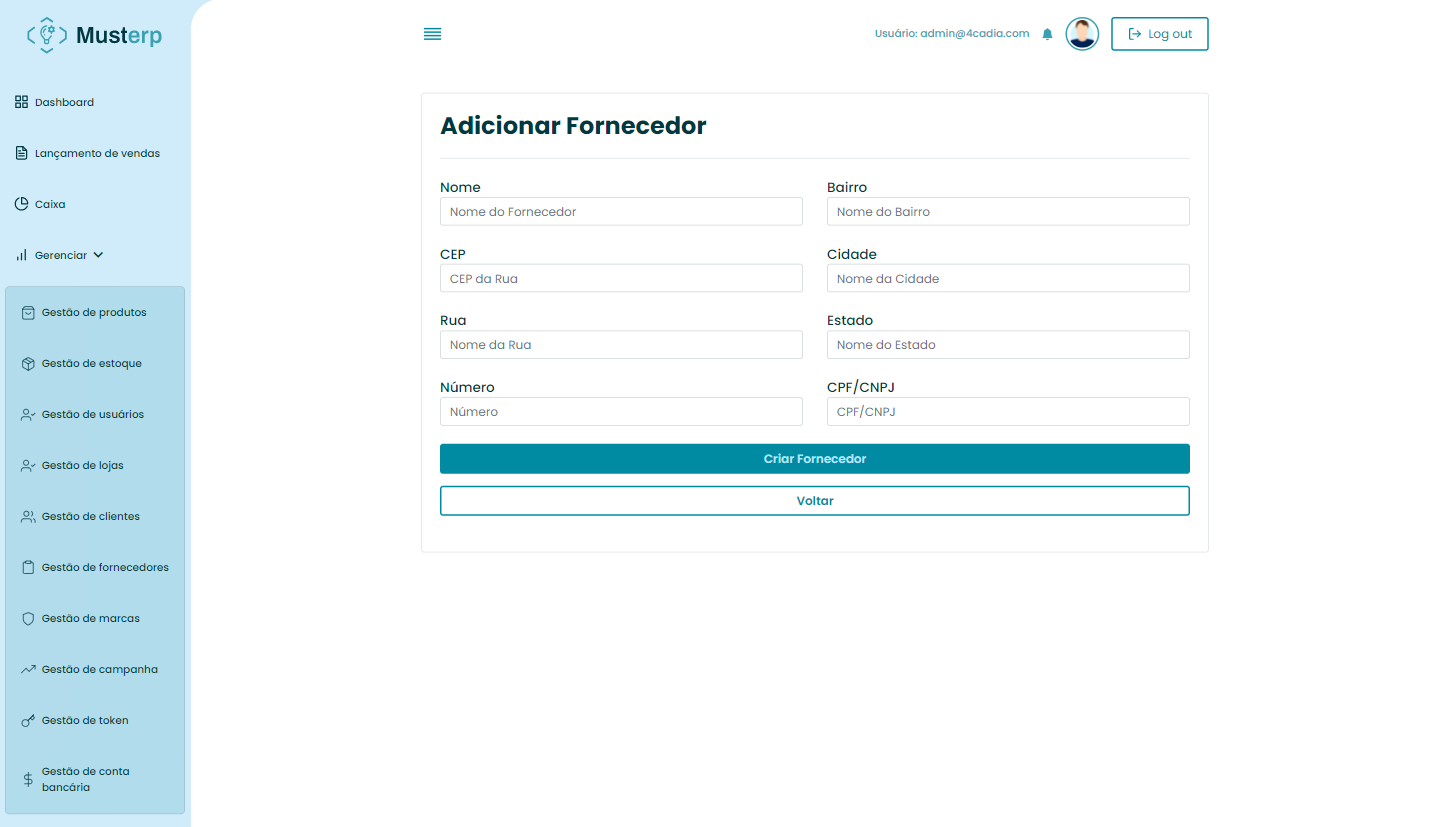 Musterp
Dashboard
Lançamento de vendas
Caixa
Gerenciar
Gestão de produtos
Gestão de estoque
Gestão de usuários
Gestão de lojas
Gestão de clientes
Gestão de fornecedores
Gestão de marcas
Gestão de campanha
Gestão de token
Gestão de conta
bancária
Usuário: admin@4cadia.com
Log out
Adicionar Fornecedor
Nome
Nome do Fornecedor
Bairro
Nome do Bairro
CEP
CEP da Rua
Cidade
Nome da Cidade
Rua
Nome da Rua
Estado
Nome do Estado
Número
Número
CPF/CNPJ
CPF/CNPJ
Criar Fornecedor
Voltar